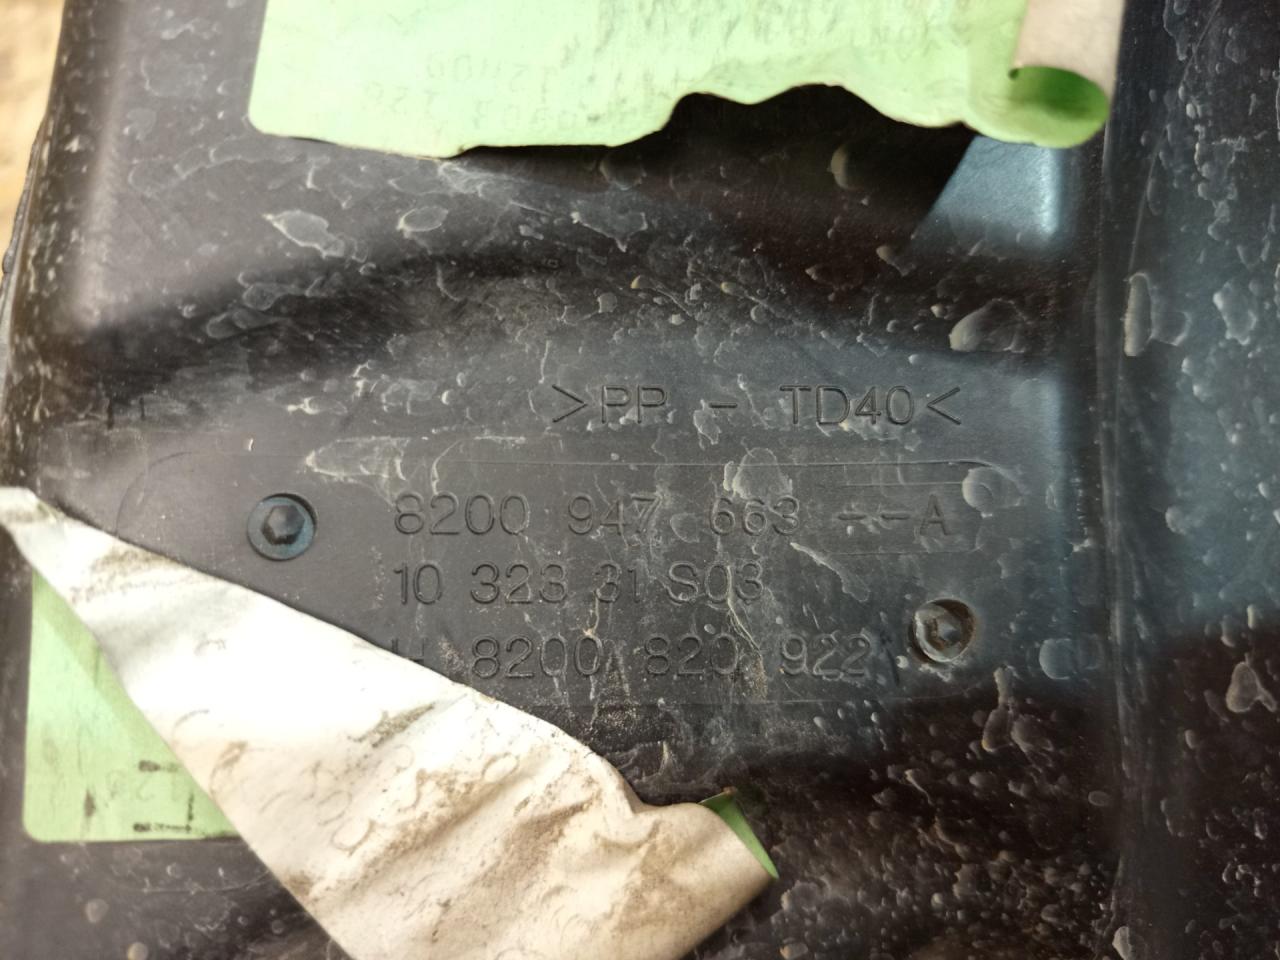 >PP - TD40<
8200 947 663 --A
10 323 31 S03
H 8200 820 922